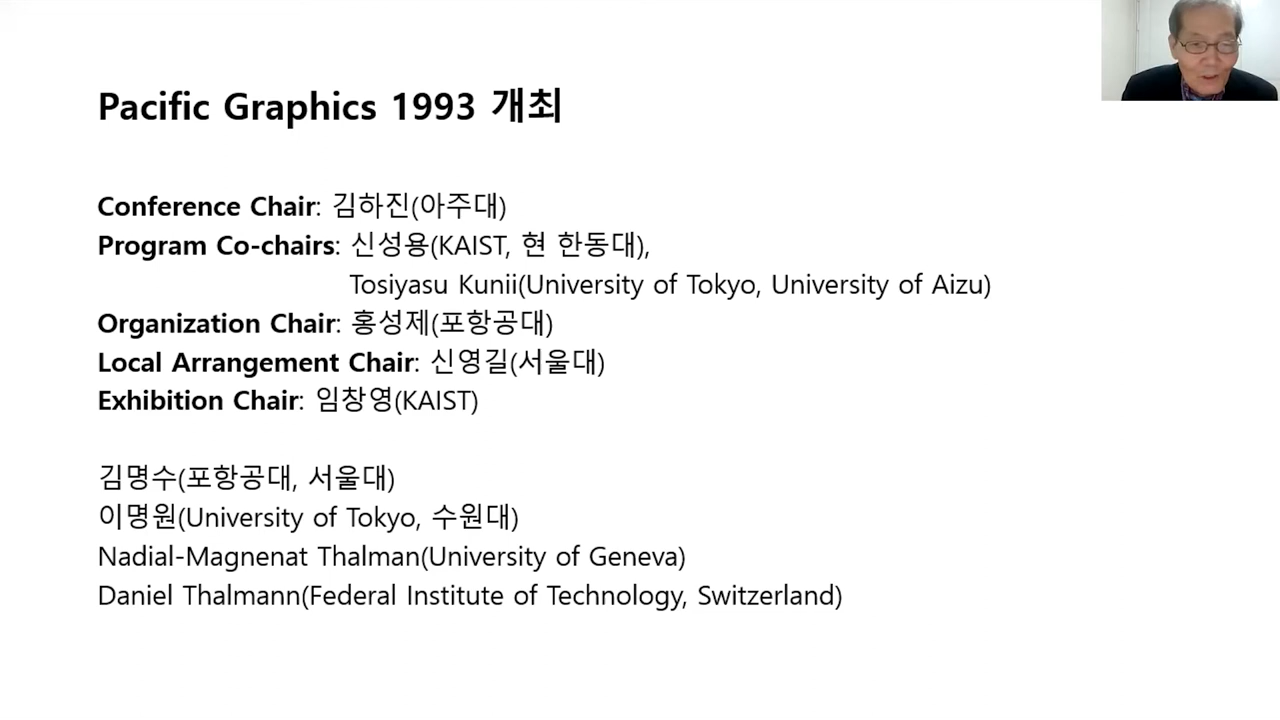 Pacific Graphics 1993 개최
Conference Chair: 김하진(아주대)
Program Co-chairs: 신성용(KAIST, 현 한동대),
Tosiyasu Kunii(University of Tokyo, University of Aizu)
Organization Chair: 홍성제(포항공대)
Local Arrangement Chair: 신영길(서울대)
Exhibition Chair: 임창영(KAIST)
김명수(포항공대, 서울대)
이명원(University of Tokyo, 수원대)
Nadial-Magnenat Thalman(University of Geneva)
Daniel Thalmann(Federal Institute of Technology, Switzerland)